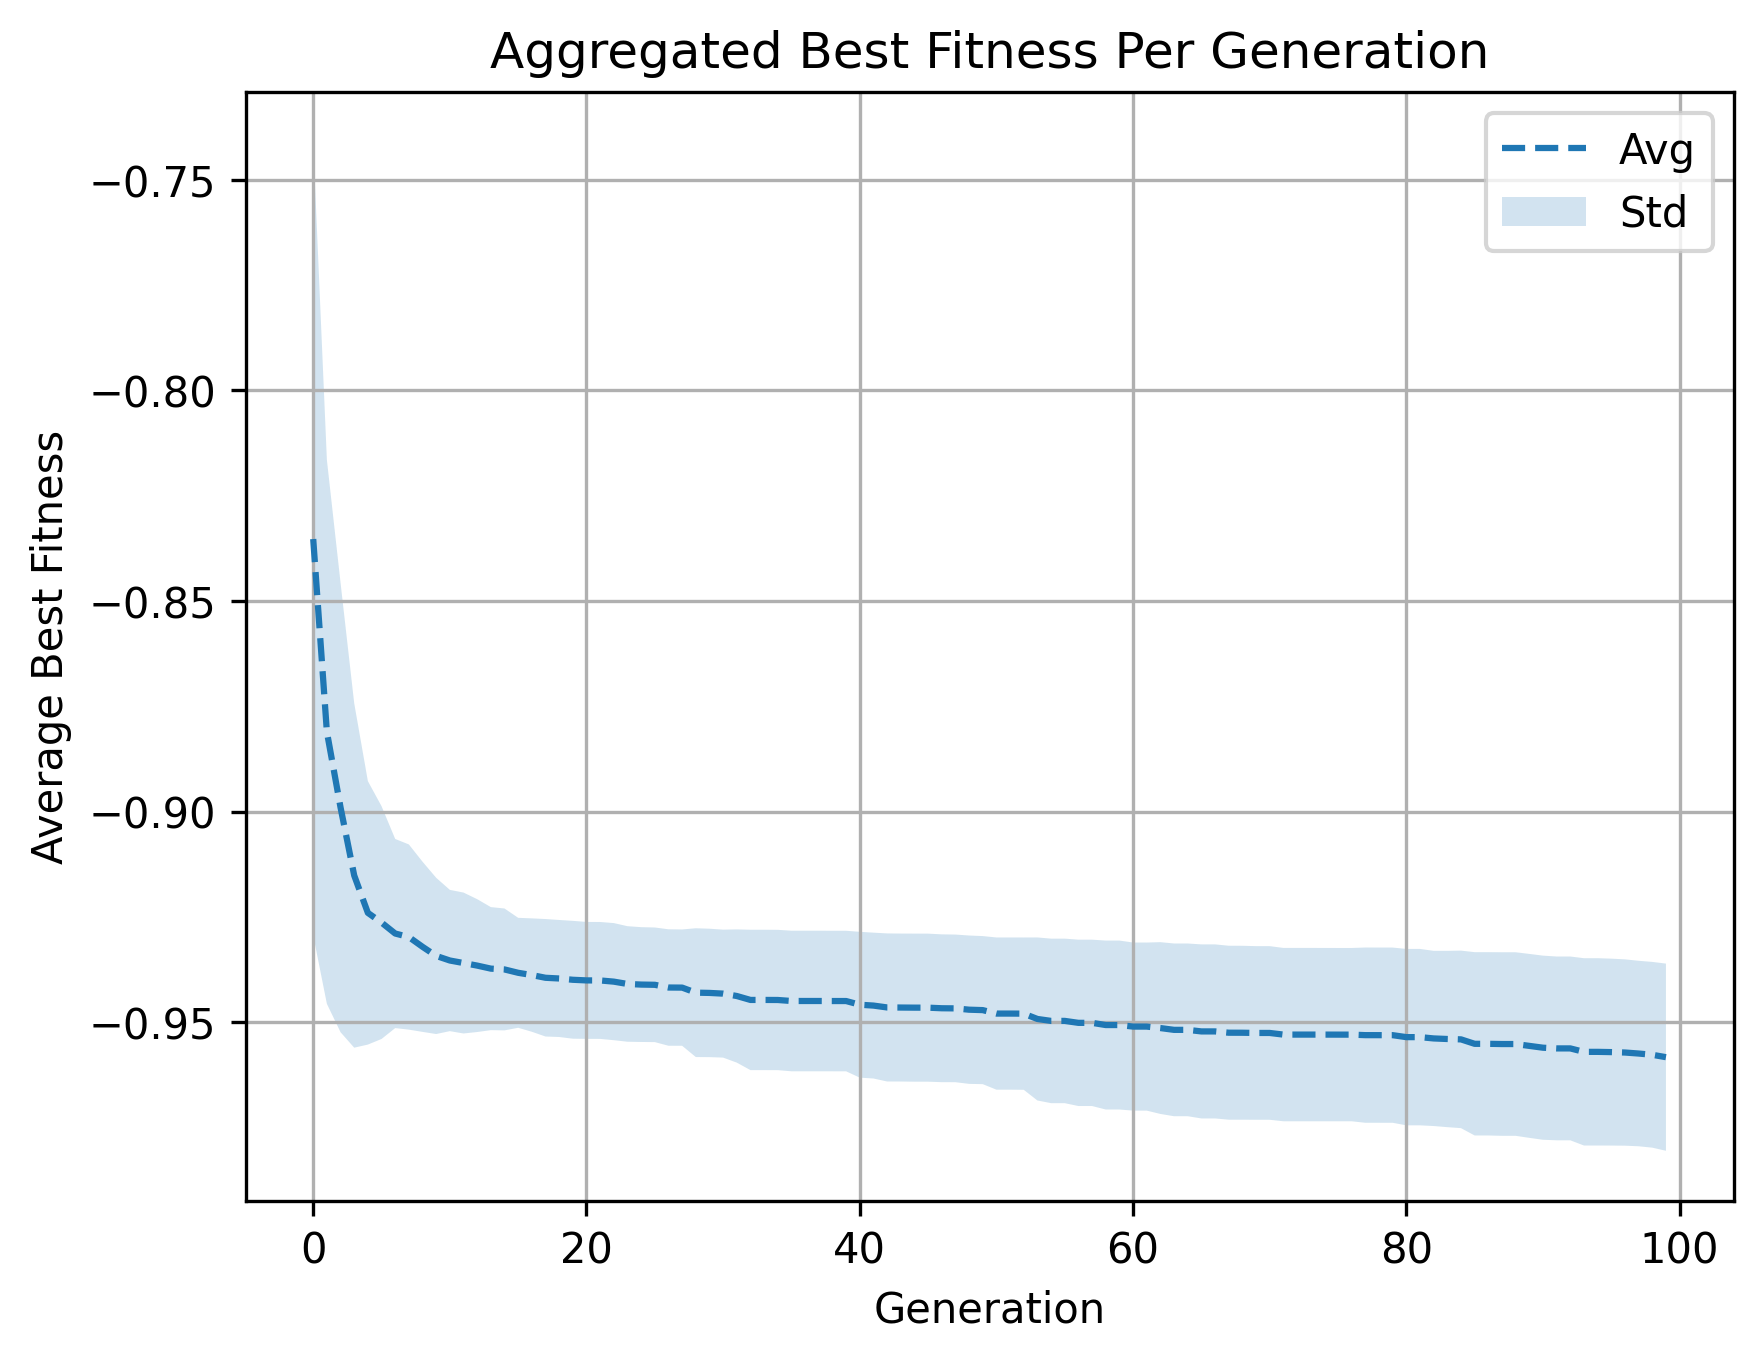 Aggregated Best Fitness Per Generation
Avg
Std
Average Best Fitness
−0.75
−0.80
−0.85
−0.90
−0.95
0 20 40 60 80 100
Generation